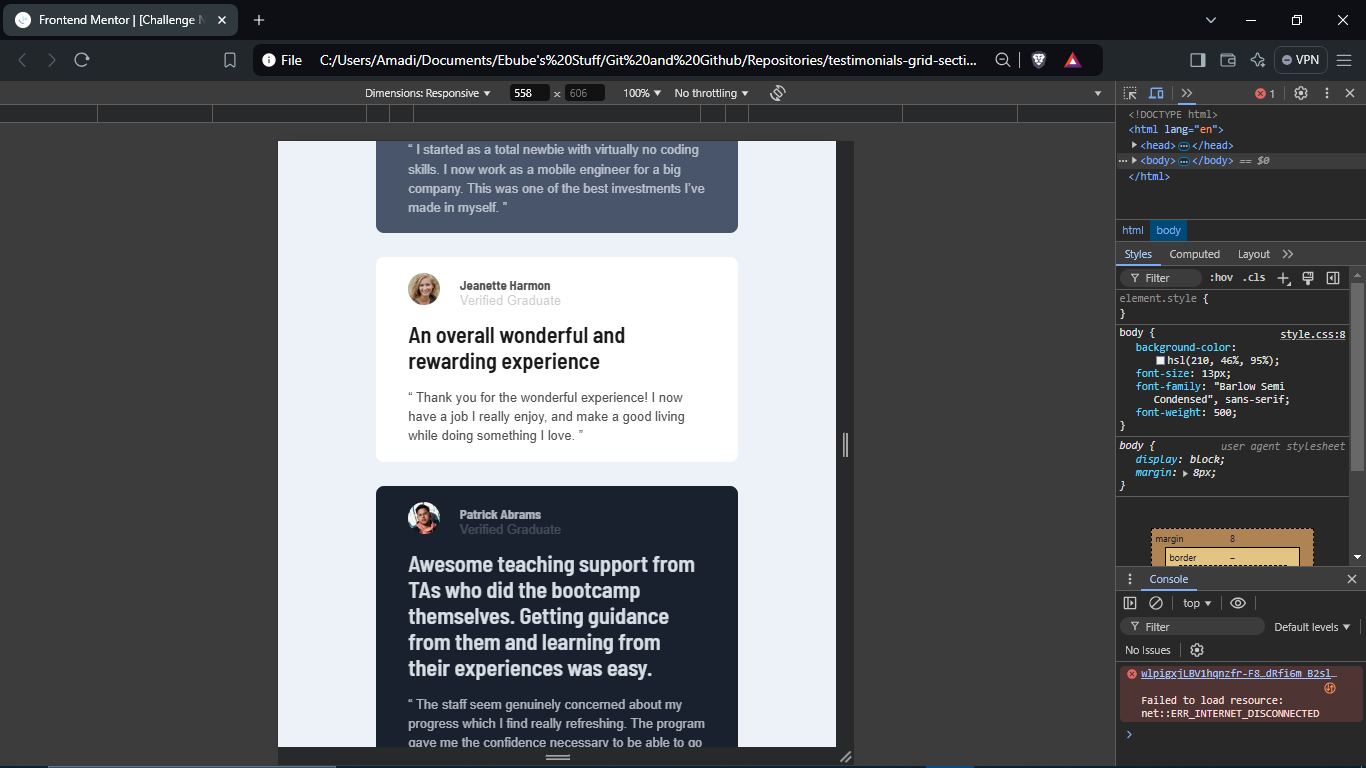 Frontend Mentor | [Challenge N
File
C:/Users/Amadi/Documents/Ebube's%20Stuff/Git%20and%20Github/Repositories/testimonials-grid-secti...
VPN
Dimensions: Responsive
558
x
606
100%
No throttling
1
“ I started as a total newbie with virtually no coding
skills. I now work as a mobile engineer for a big
company. This was one of the best investments I’ve
made in myself. ”
Jeanette Harmon
Verified Graduate
An overall wonderful and
rewarding experience
“ Thank you for the wonderful experience! I now
have a job I really enjoy, and make a good living
while doing something I love. ”
Patrick Abrams
Verified Graduate
Awesome teaching support from
TAs who did the bootcamp
themselves. Getting guidance
from them and learning from
their experiences was easy.
“ The staff seem genuinely concerned about my
progress which I find really refreshing. The program
gave me the confidence necessary to be able to go
<!DOCTYPE html>
<html lang="en">
<head> ⋯ </head>
⋯ <body> ⋯ </body> == $0
</html>
html body
Styles Computed Layout
Filter :hov .cls
element.style {
}
body { style.css:8
background-color:
hsl(210, 46%, 95%);
font-size: 13px;
font-family: "Barlow Semi
Condensed", sans-serif;
font-weight: 500;
}
body { user agent stylesheet
display: block;
margin: 8px;
}
margin 8
border –
Console
top
Filter Default levels
No Issues
wlpigxjLBV1hqnzfr-F8…dRfi6m_B2sl…
Failed to load resource:
net::ERR_INTERNET_DISCONNECTED